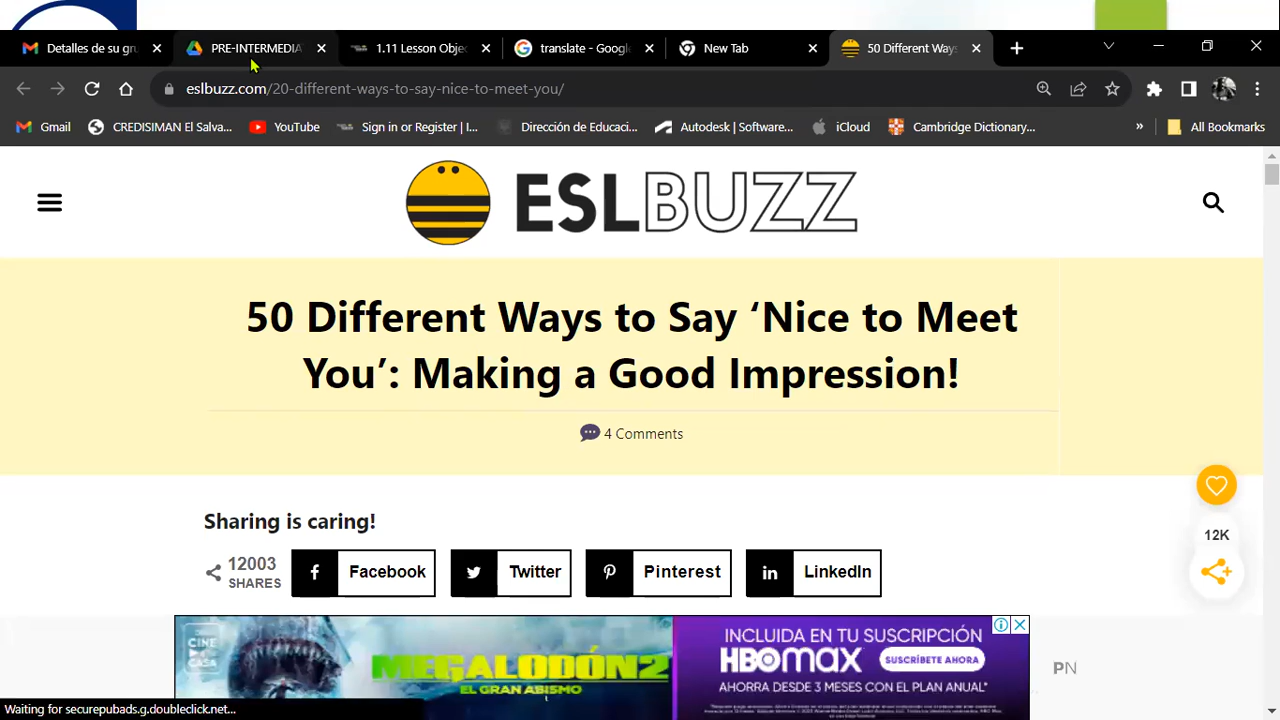 Detalles de su gru
PRE-INTERMEDIA
1.11 Lesson Obje
translate - Google
New Tab
50 Different Ways
eslbuzz.com/20-different-ways-to-say-nice-to-meet-you/
Gmail
CREDISIMAN El Salva...
YouTube
Sign in or Register | I...
Dirección de Educaci...
Autodesk | Software...
iCloud
Cambridge Dictionary...
»
All Bookmarks
ESLBUZZ
50 Different Ways to Say ‘Nice to Meet
You’: Making a Good Impression!
4 Comments
Sharing is caring!
12003
SHARES
Facebook
Twitter
Pinterest
LinkedIn
12K
CINE
MEGALODÓN2
EL GRAN ABISMO
INCLUIDA EN TU SUSCRIPCIÓN
HBOmax
SUSCRÍBETE AHORA
AHORA DESDE 3 MESES CON EL PLAN ANUAL*
PN
Waiting for securepubads.g.doubleclick.net...